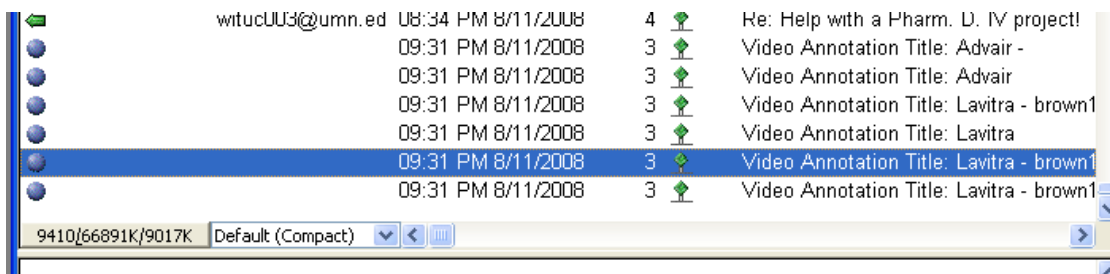 wituc003@umn.ed 08:34 PM 8/11/2008 4 Re: Help with a Pharm. D. IV project!
09:31 PM 8/11/2008 3 Video Annotation Title: Advair -
09:31 PM 8/11/2008 3 Video Annotation Title: Advair
09:31 PM 8/11/2008 3 Video Annotation Title: Lavitra - brown1
09:31 PM 8/11/2008 3 Video Annotation Title: Lavitra
09:31 PM 8/11/2008 3 Video Annotation Title: Lavitra - brown1
09:31 PM 8/11/2008 3 Video Annotation Title: Lavitra - brown1
9410/66891K/9017K Default (Compact)